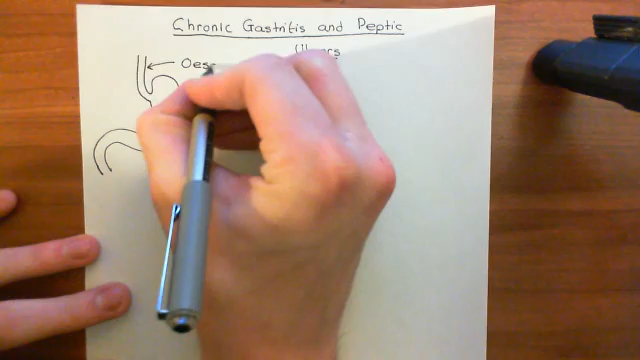 Chronic Gastritis and Peptic
Ulcers
Oes